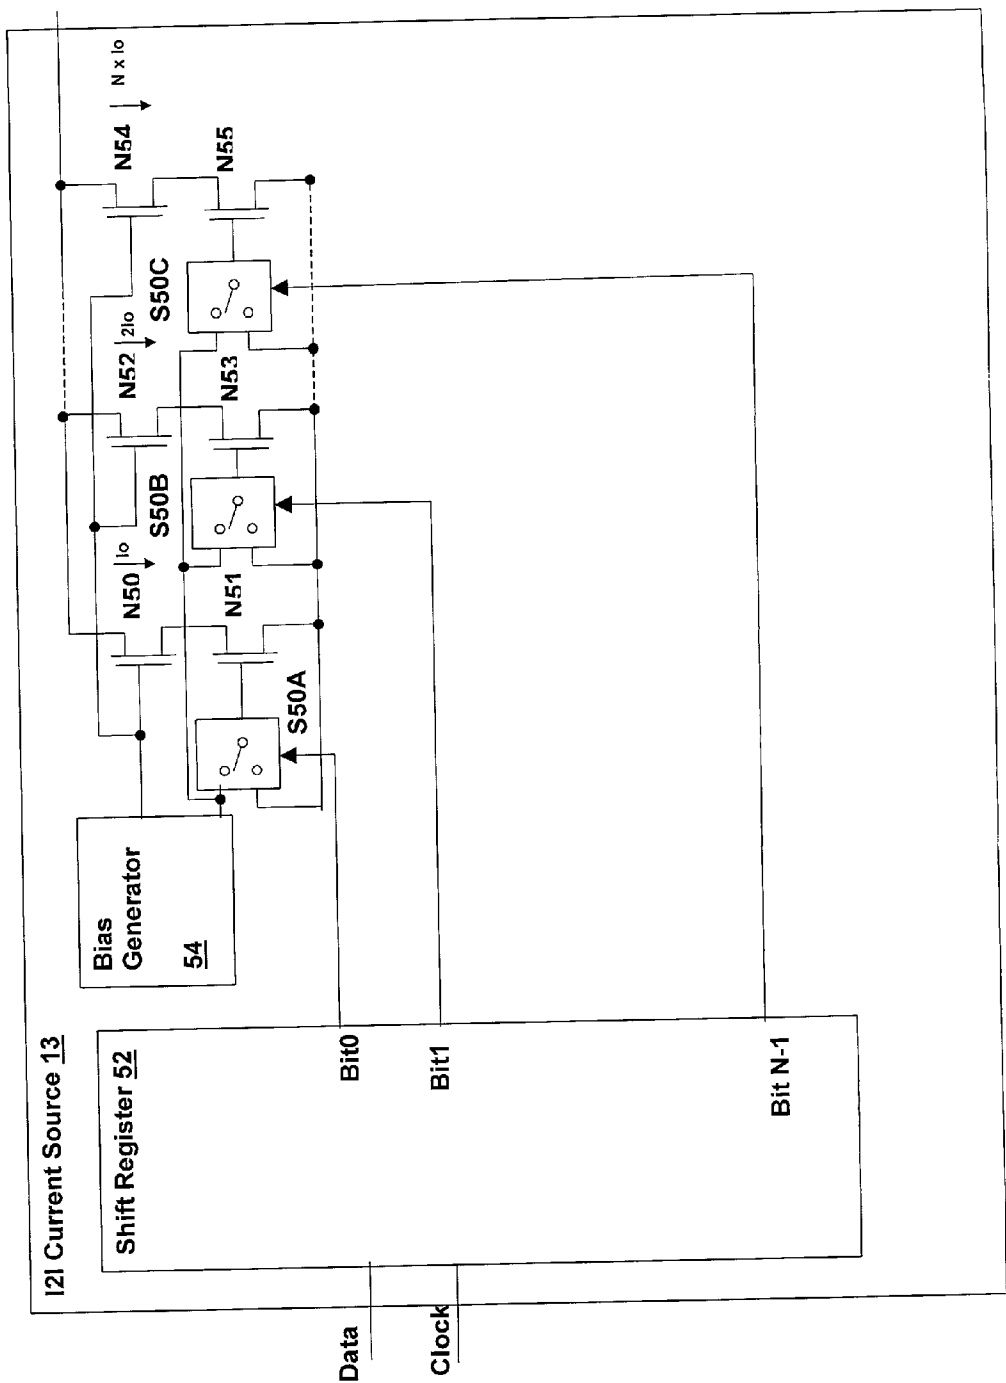 I2I Current Source 13
Shift Register 52
Data
Clock
Bit0
Bit1
Bit N-1
Bias
Generator
54
N50
Io
N51
S50A
N52
2Io
N53
S50B
N54
N x Io
N55
S50C